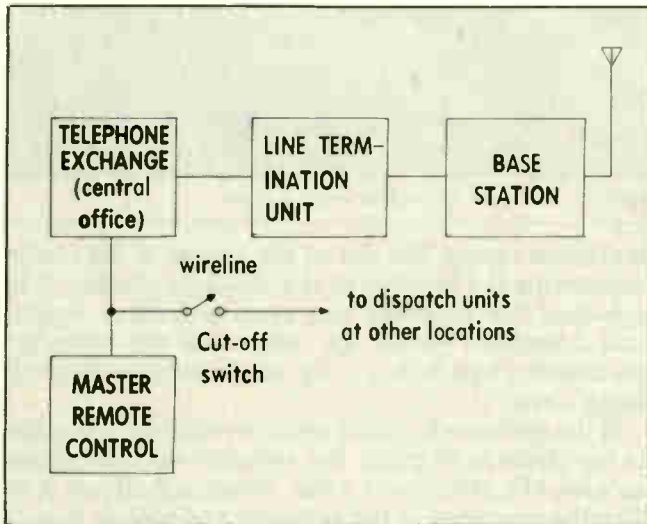 TELEPHONE
EXCHANGE
(central
office)
LINE TERM-
INATION
UNIT
BASE
STATION
wireline
Cut-off
switch
to dispatch units
at other locations
MASTER
REMOTE
CONTROL